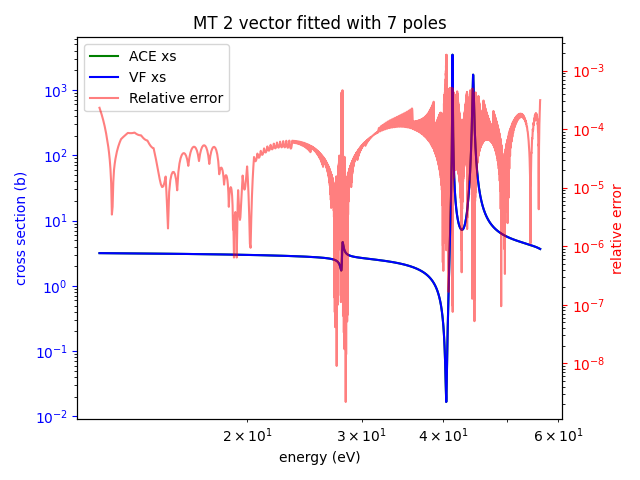 MT 2 vector fitted with 7 poles
ACE xs
VF xs
Relative error
10³
10²
10¹
10⁰
10⁻¹
10⁻²
cross section (b)
10⁻³
10⁻⁴
10⁻⁵
10⁻⁶
10⁻⁷
10⁻⁸
relative error
2 × 10¹
3 × 10¹
4 × 10¹
6 × 10¹
energy (eV)